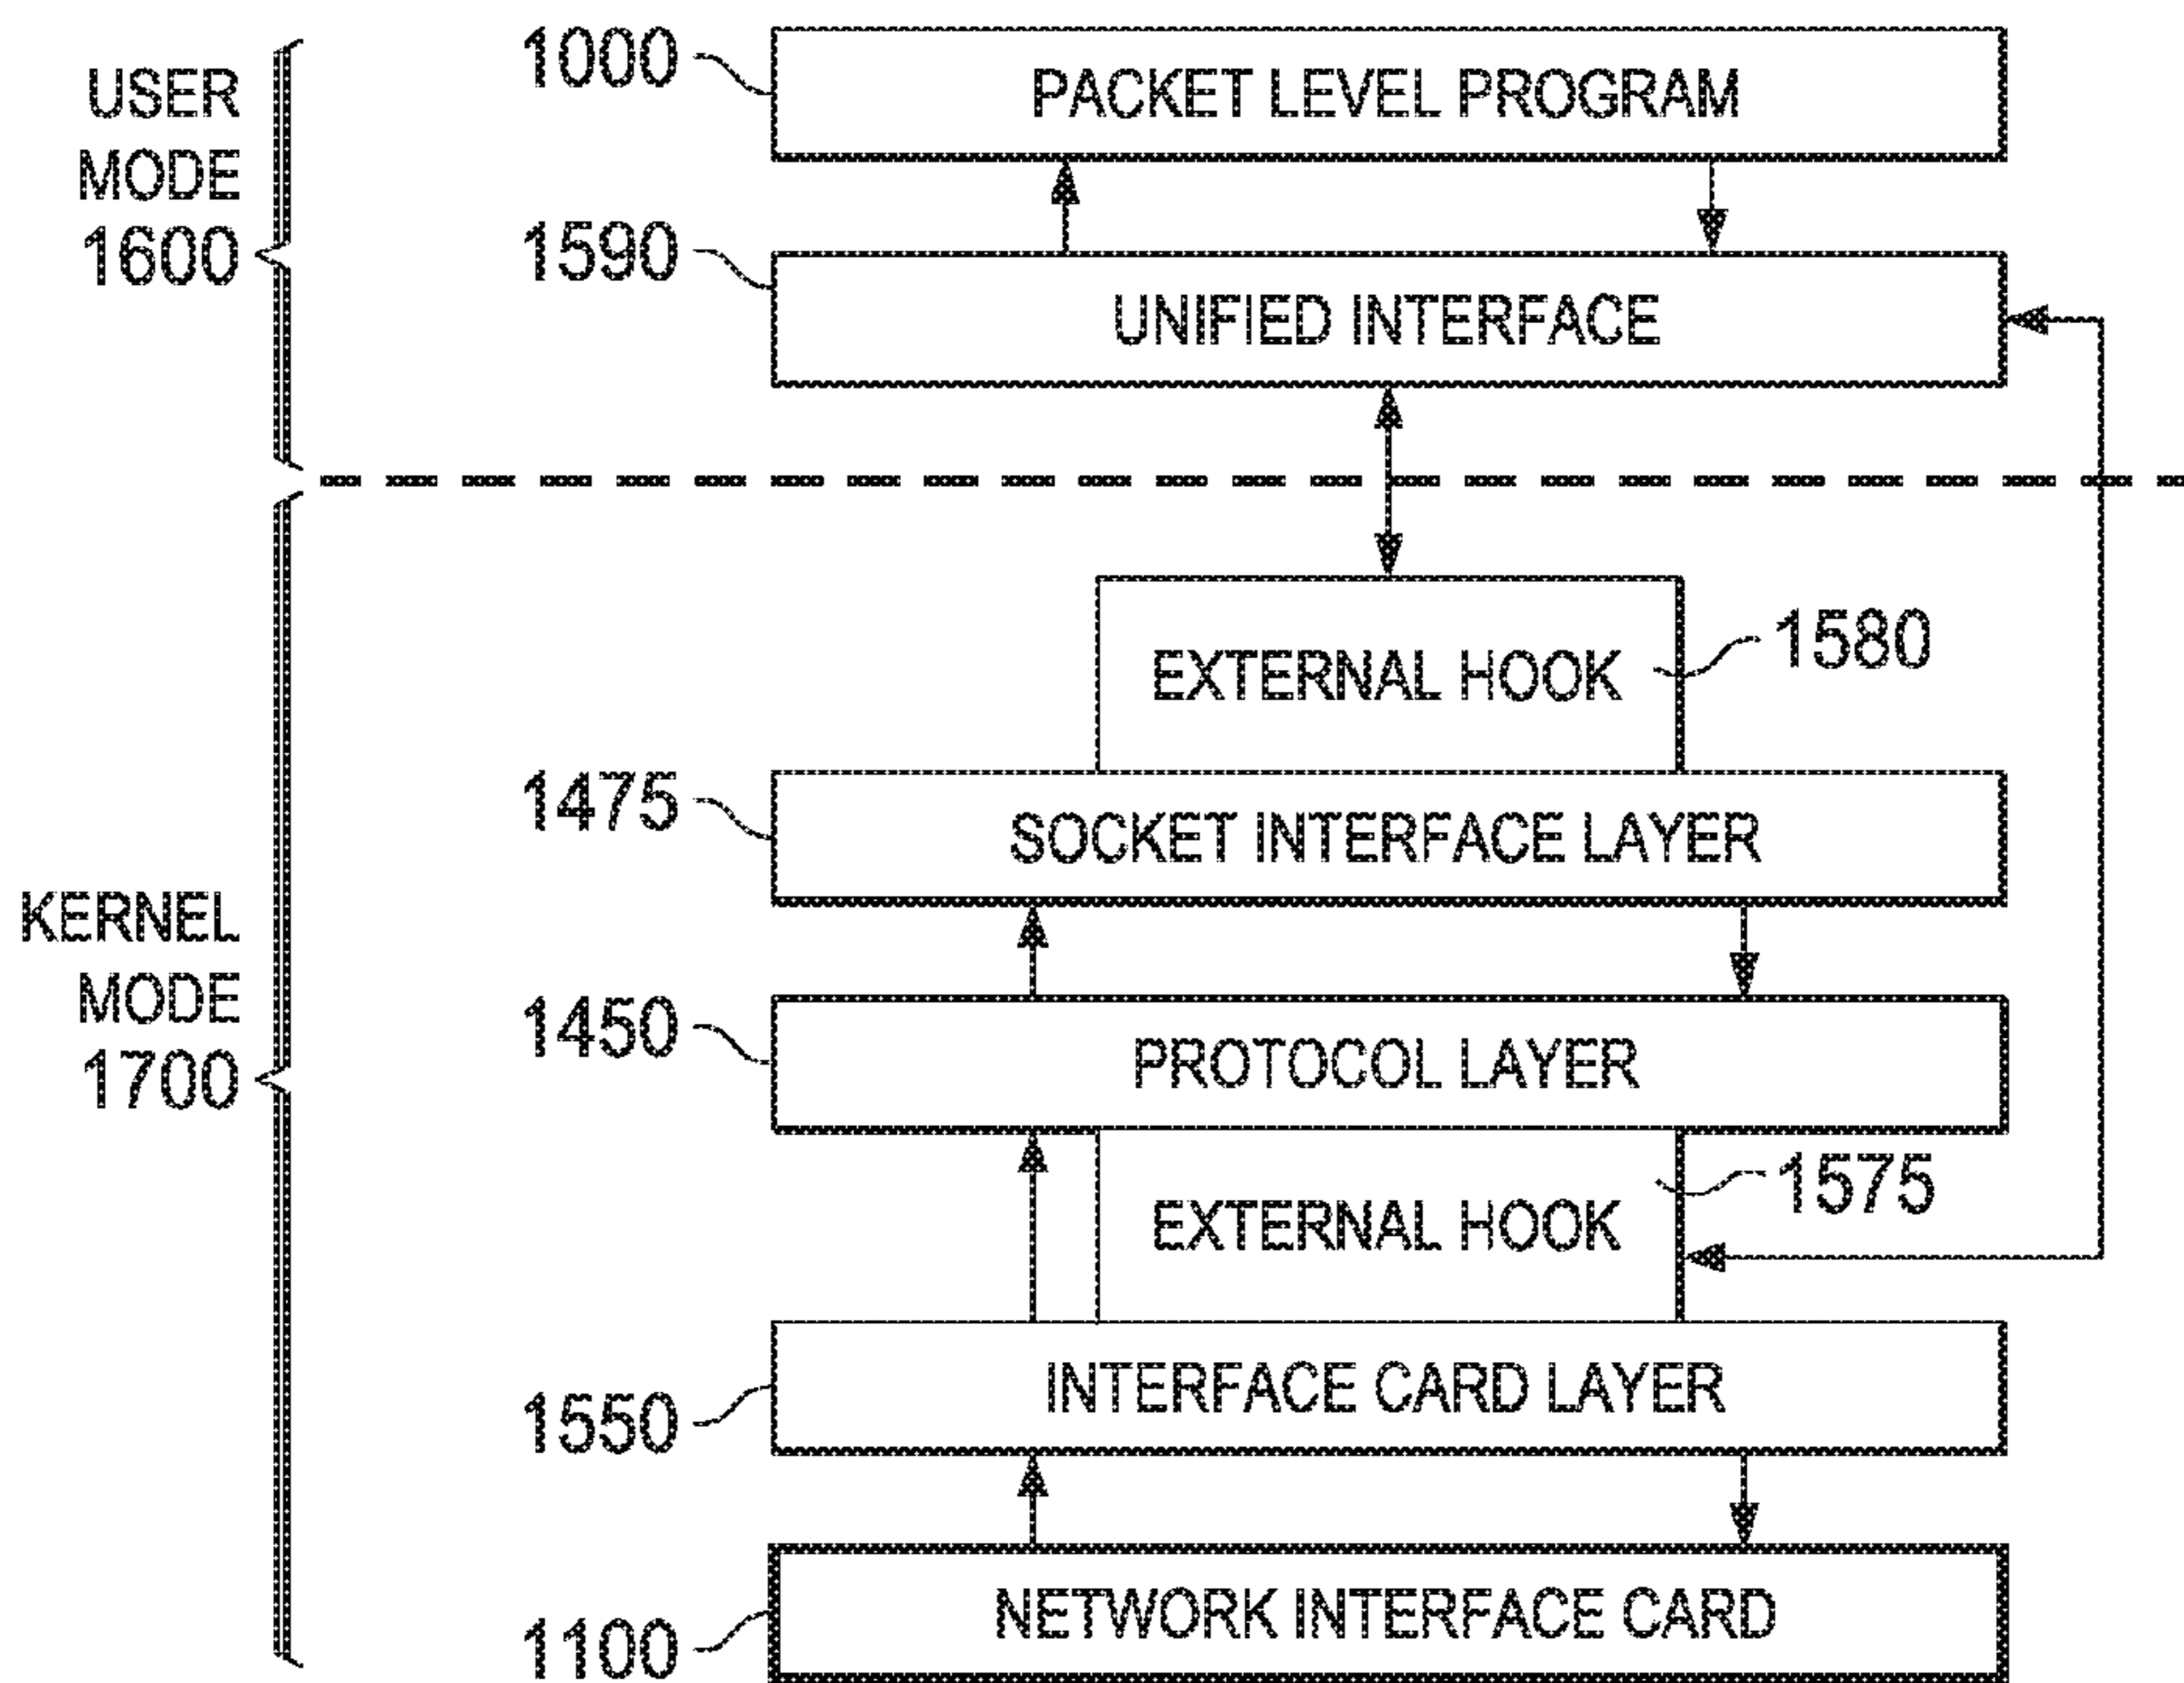 1000
PACKET LEVEL PROGRAM
USER
MODE
1600
1590
UNIFIED INTERFACE
EXTERNAL HOOK
1580
1475
SOCKET INTERFACE LAYER
KERNEL
MODE
1700
1450
PROTOCOL LAYER
EXTERNAL HOOK
1575
INTERFACE CARD LAYER
1550
NETWORK INTERFACE CARD
1100